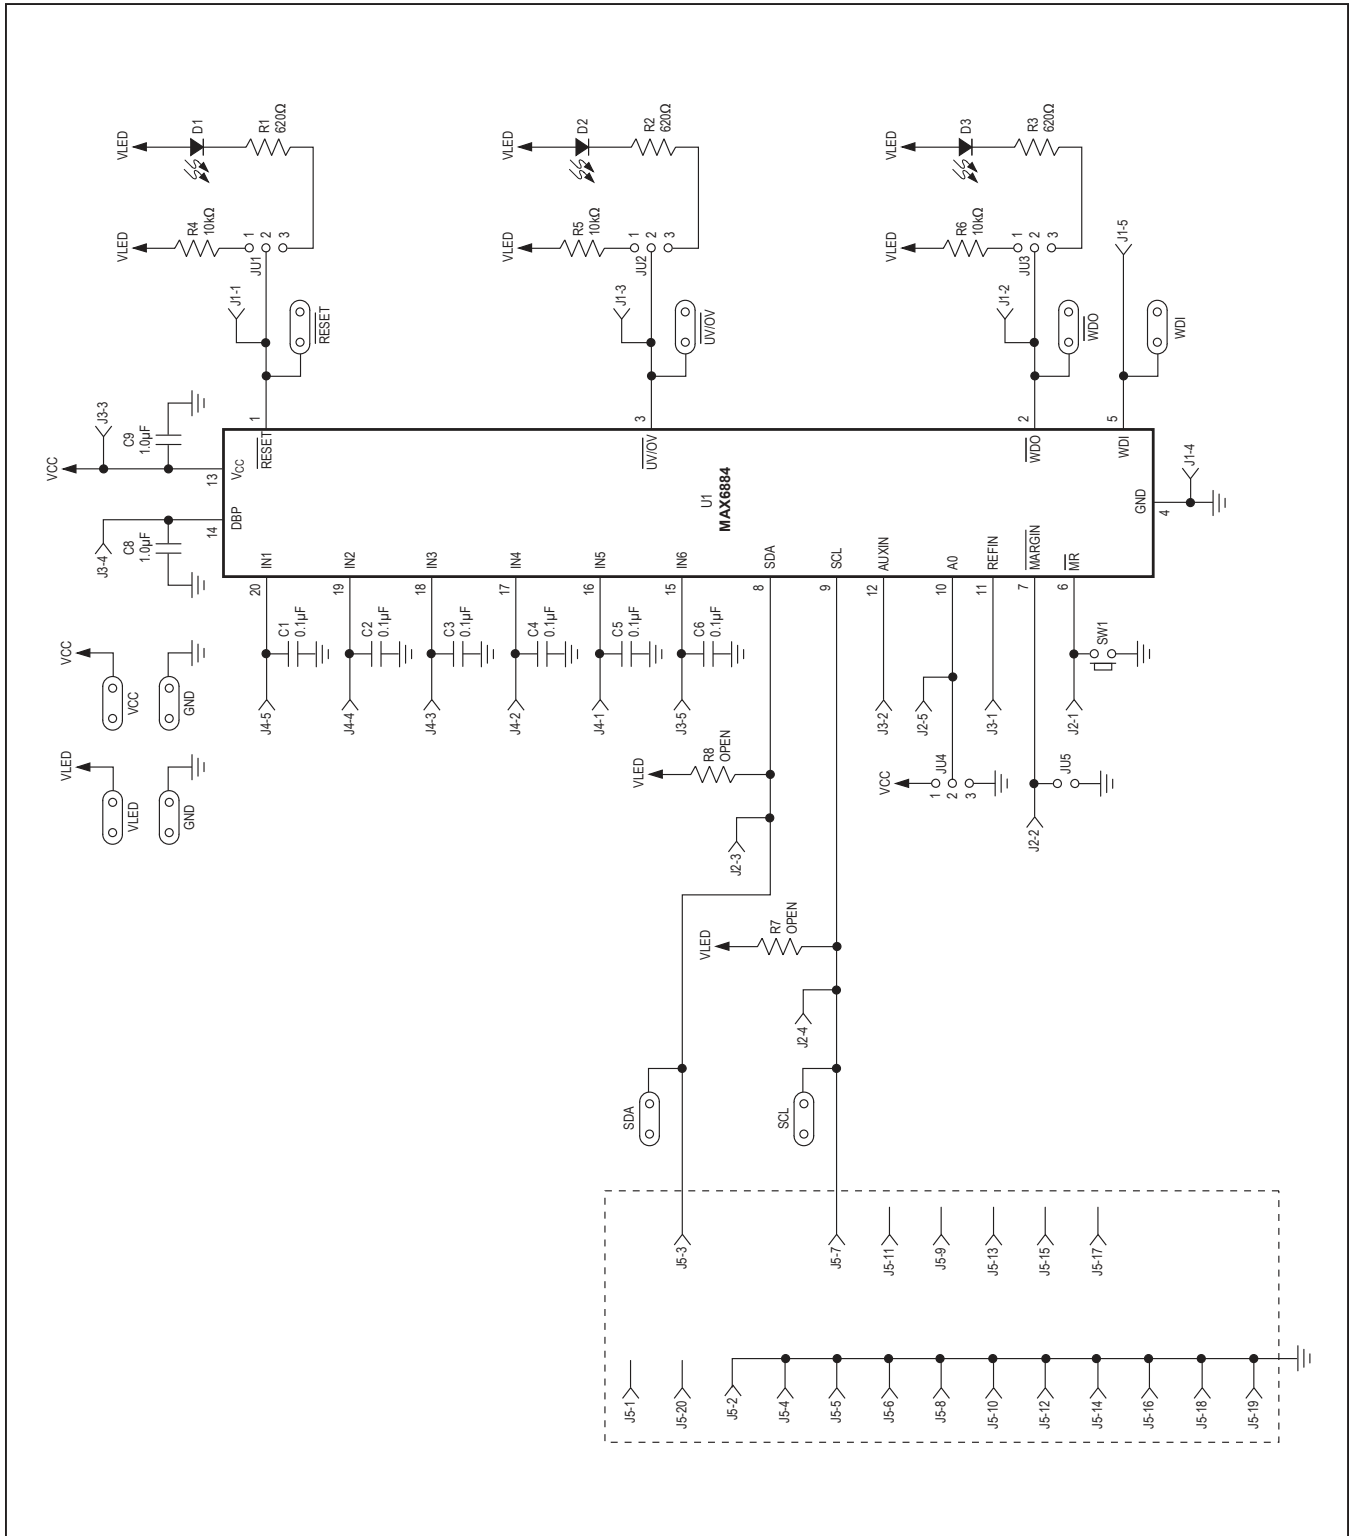 VLED
D1
R1
620Ω
VLED
R4
10kΩ
1
2
3
JU1
J1-1
RESET
VLED
D2
R2
620Ω
VLED
R5
10kΩ
1
2
3
JU2
J1-3
UV/OV
VLED
D3
R3
620Ω
VLED
R6
10kΩ
1
2
3
JU3
J1-2
WDO
J1-5
WDI
VCC
J3-3
C9
1.0µF
J3-4
C8
1.0µF
13
VCC
14
DBP
1
RESET
3
UV/OV
2
WDO
5
WDI
U1
MAX6884
GND
4
J1-4
IN1
20
IN2
19
IN3
18
IN4
17
IN5
16
IN6
15
SDA
8
SCL
9
AUXIN
12
A0
10
REFIN
11
MARGIN
7
MR
6
C1
0.1µF
C2
0.1µF
C3
0.1µF
C4
0.1µF
C5
0.1µF
C6
0.1µF
J4-5
J4-4
J4-3
J4-2
J4-1
J3-5
J3-2
J2-5
J3-1
J2-1
SW1
VCC
VCC
GND
VLED
VLED
GND
VLED
R8
OPEN
J2-3
VCC
JU4
1
2
3
JU5
J2-2
VLED
R7
OPEN
J2-4
SDA
SCL
J5-3
J5-7
J5-11
J5-9
J5-13
J5-15
J5-17
J5-1
J5-20
J5-2
J5-4
J5-5
J5-6
J5-8
J5-10
J5-12
J5-14
J5-16
J5-18
J5-19